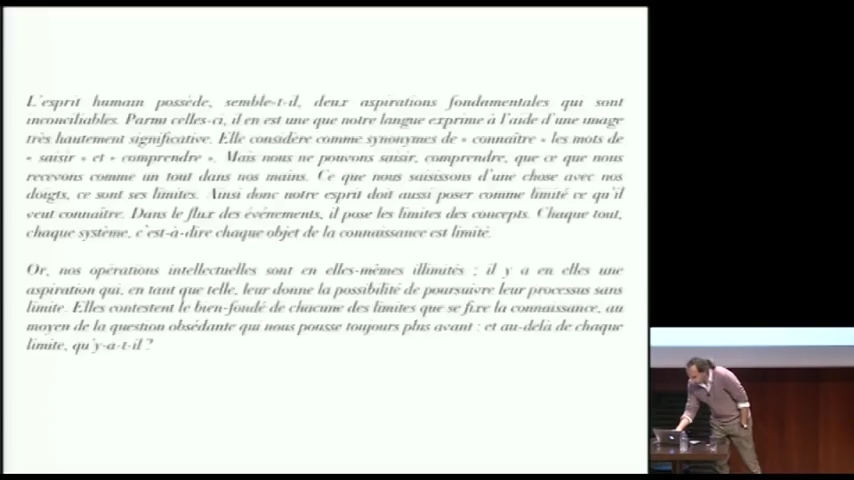 L'esprit humain possède, semble-t-il, deux aspirations fondamentales qui sont
inconciliables. Parmi celles-ci, il en est une que notre langue exprime à l'aide d'une image
très hautement significative. Elle considère comme synonymes de « connaître » les mots de
« saisir » et « comprendre ». Mais nous ne pouvons saisir, comprendre, que ce que nous
recevons comme un tout dans nos mains. Ce que nous saisissons d'une chose avec nos
doigts, ce sont ses limites. Ainsi donc notre esprit doit aussi poser comme limité ce qu'il
veut connaître. Dans le flux des événements, il pose les limites des concepts. Chaque tout,
chaque système, c'est-à-dire chaque objet de la connaissance est limité.
Or, nos opérations intellectuelles sont en elles-mêmes illimités ; il y a en elles une
aspiration qui, en tant que telle, leur donne la possibilité de poursuivre leur processus sans
limite. Elles contestent le bien-fondé de chacune des limites que se fixe la connaissance, au
moyen de la question obsédante qui nous pousse toujours plus avant : et au-delà de chaque
limite, qu'y-a-t-il ?